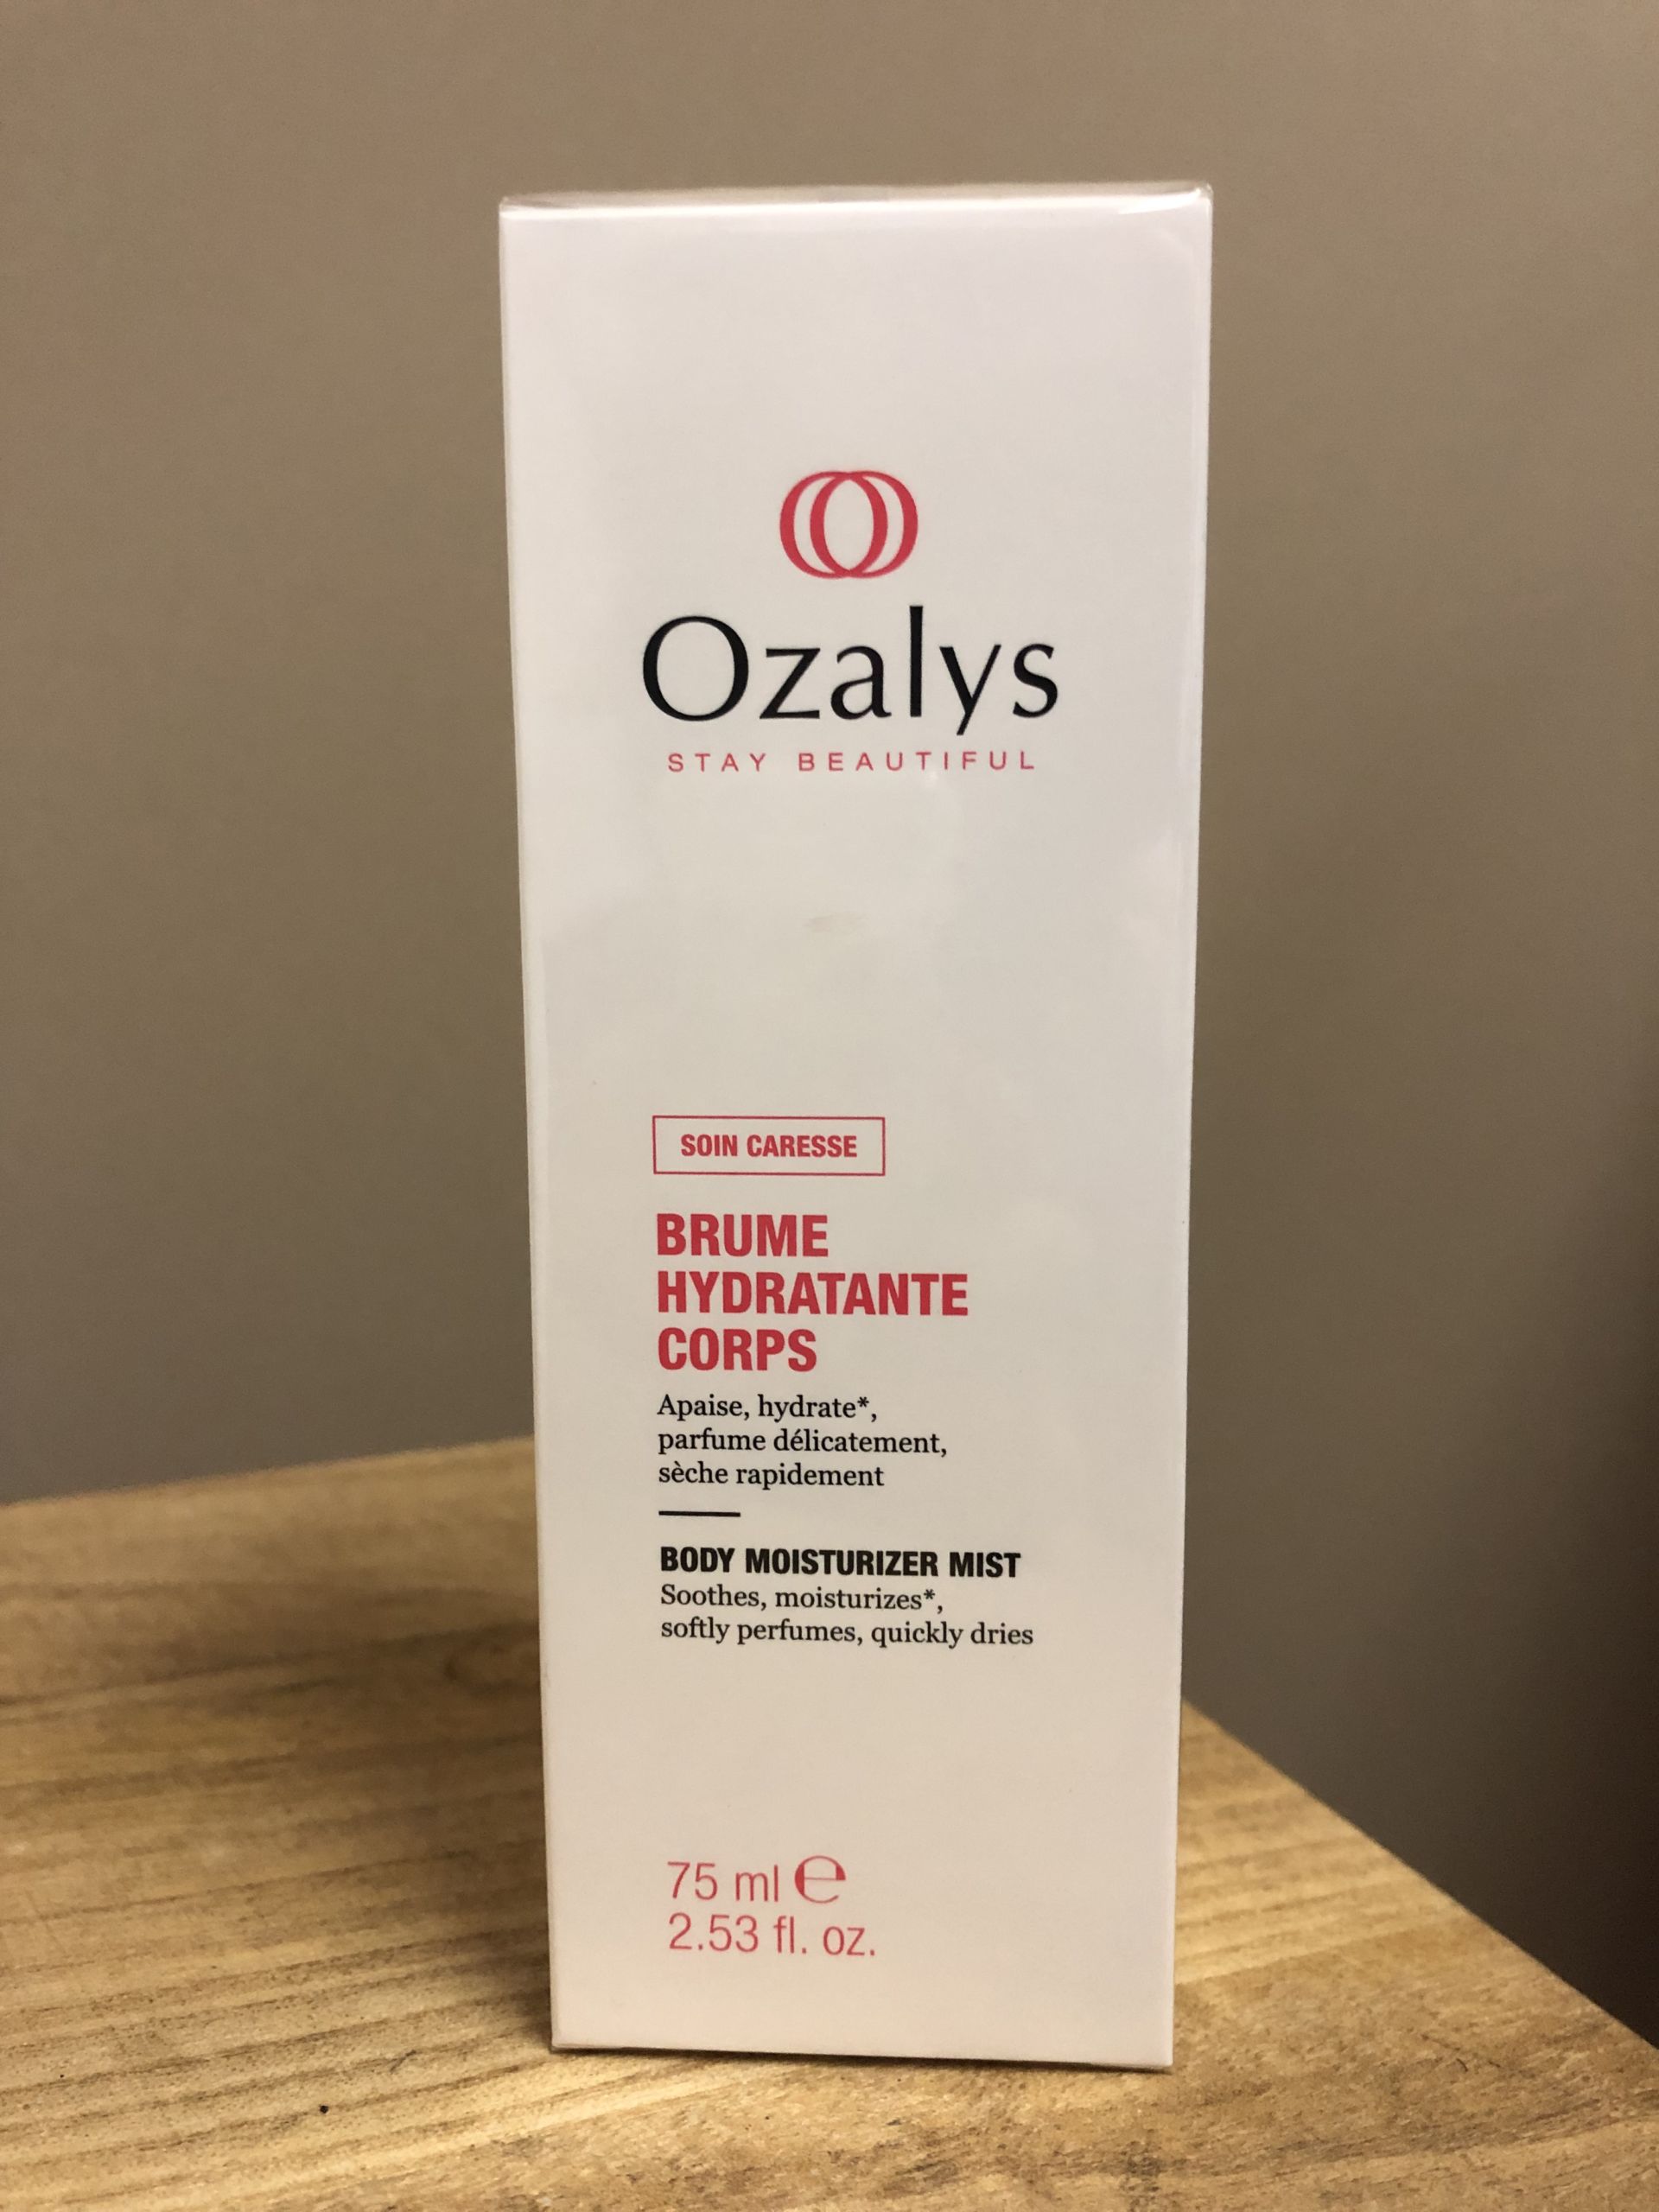 Ozalys
STAY BEAUTIFUL
SOIN CARESSE
BRUME
HYDRATANTE
CORPS
Apaise, hydrate*,
parfume délicatement,
sèche rapidement
BODY MOISTURIZER MIST
Soothes, moisturizes*,
softly perfumes, quickly dries
75 ml ℮
2.53 fl. oz.